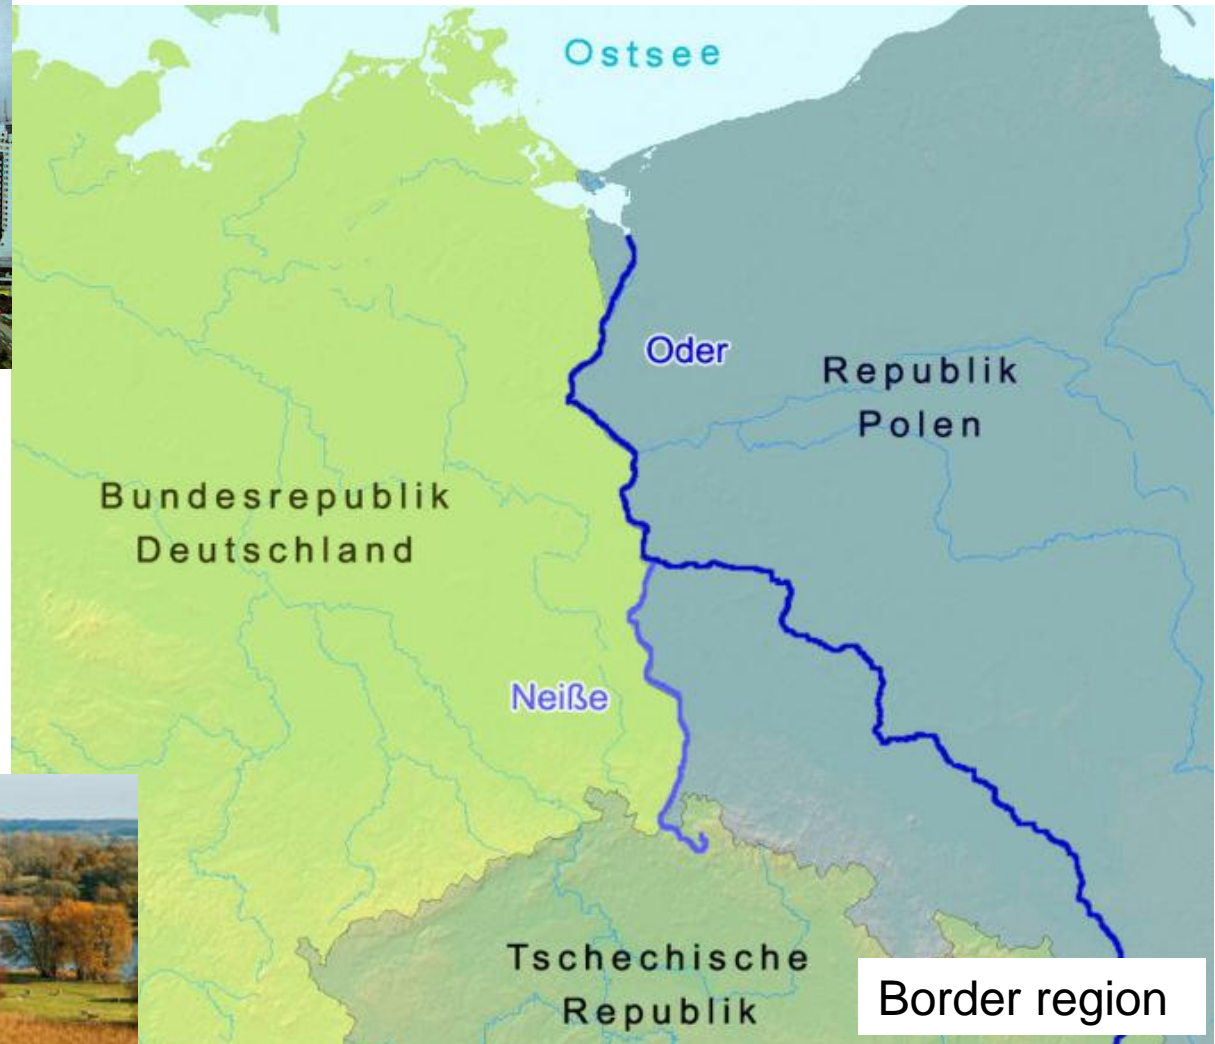 Ostsee
Oder
Republik
Polen
Bundesrepublik
Deutschland
Neiße
Tschechische
Republik
Border region